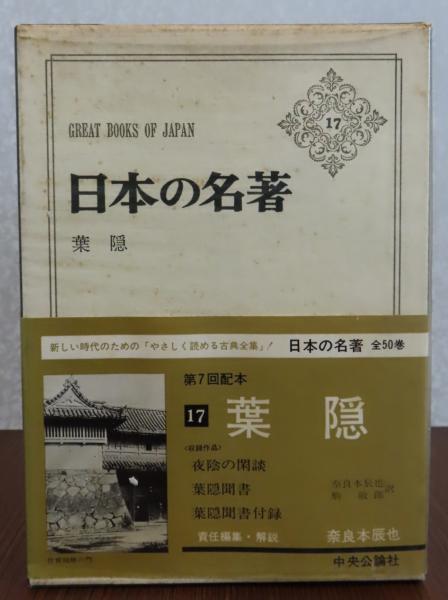 17
GREAT BOOKS OF JAPAN
日本の名著
葉隠
新しい時代のための「やさしく読める古典全集」! 日本の名著 全50巻
第7回配本
17 葉隠
<収録作品>
夜陰の閑談
葉隠聞書
葉隠聞書付録
奈良本辰也
駒敏郎 訳
責任編集・解説 奈良本辰也
中央公論社